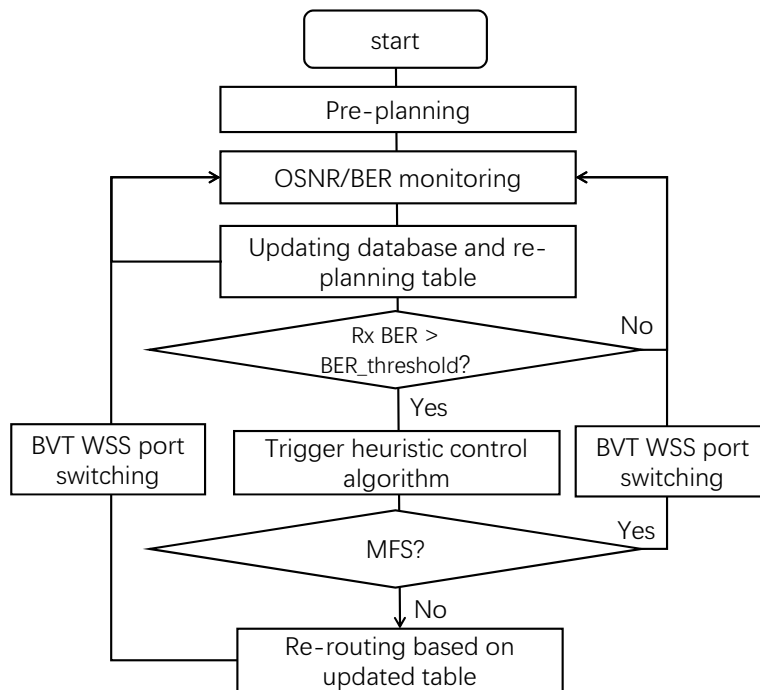 start
Pre-planning
OSNR/BER monitoring
Updating database and re-
planning table
No
Rx BER >
BER_threshold?
Yes
BVT WSS port
switching
Trigger heuristic control
algorithm
BVT WSS port
switching
MFS?
Yes
No
Re-routing based on
updated table